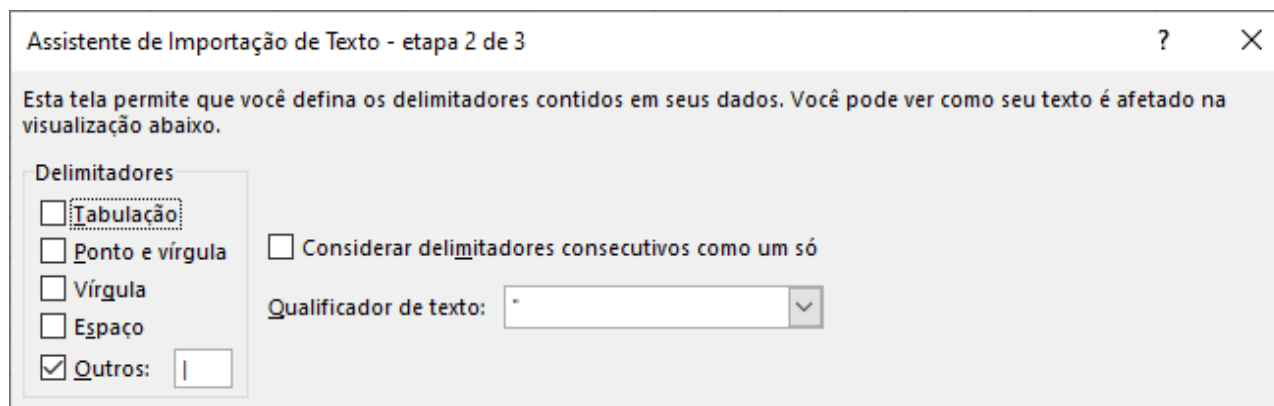 Assistente de Importação de Texto - etapa 2 de 3 ? ×
Esta tela permite que você defina os delimitadores contidos em seus dados. Você pode ver como seu texto é afetado na
visualização abaixo.
Delimitadores
Tabulação
Ponto e vírgula
Considerar delimitadores consecutivos como um só
Vírgula
Qualificador de texto: "
Espaço
Outros: |